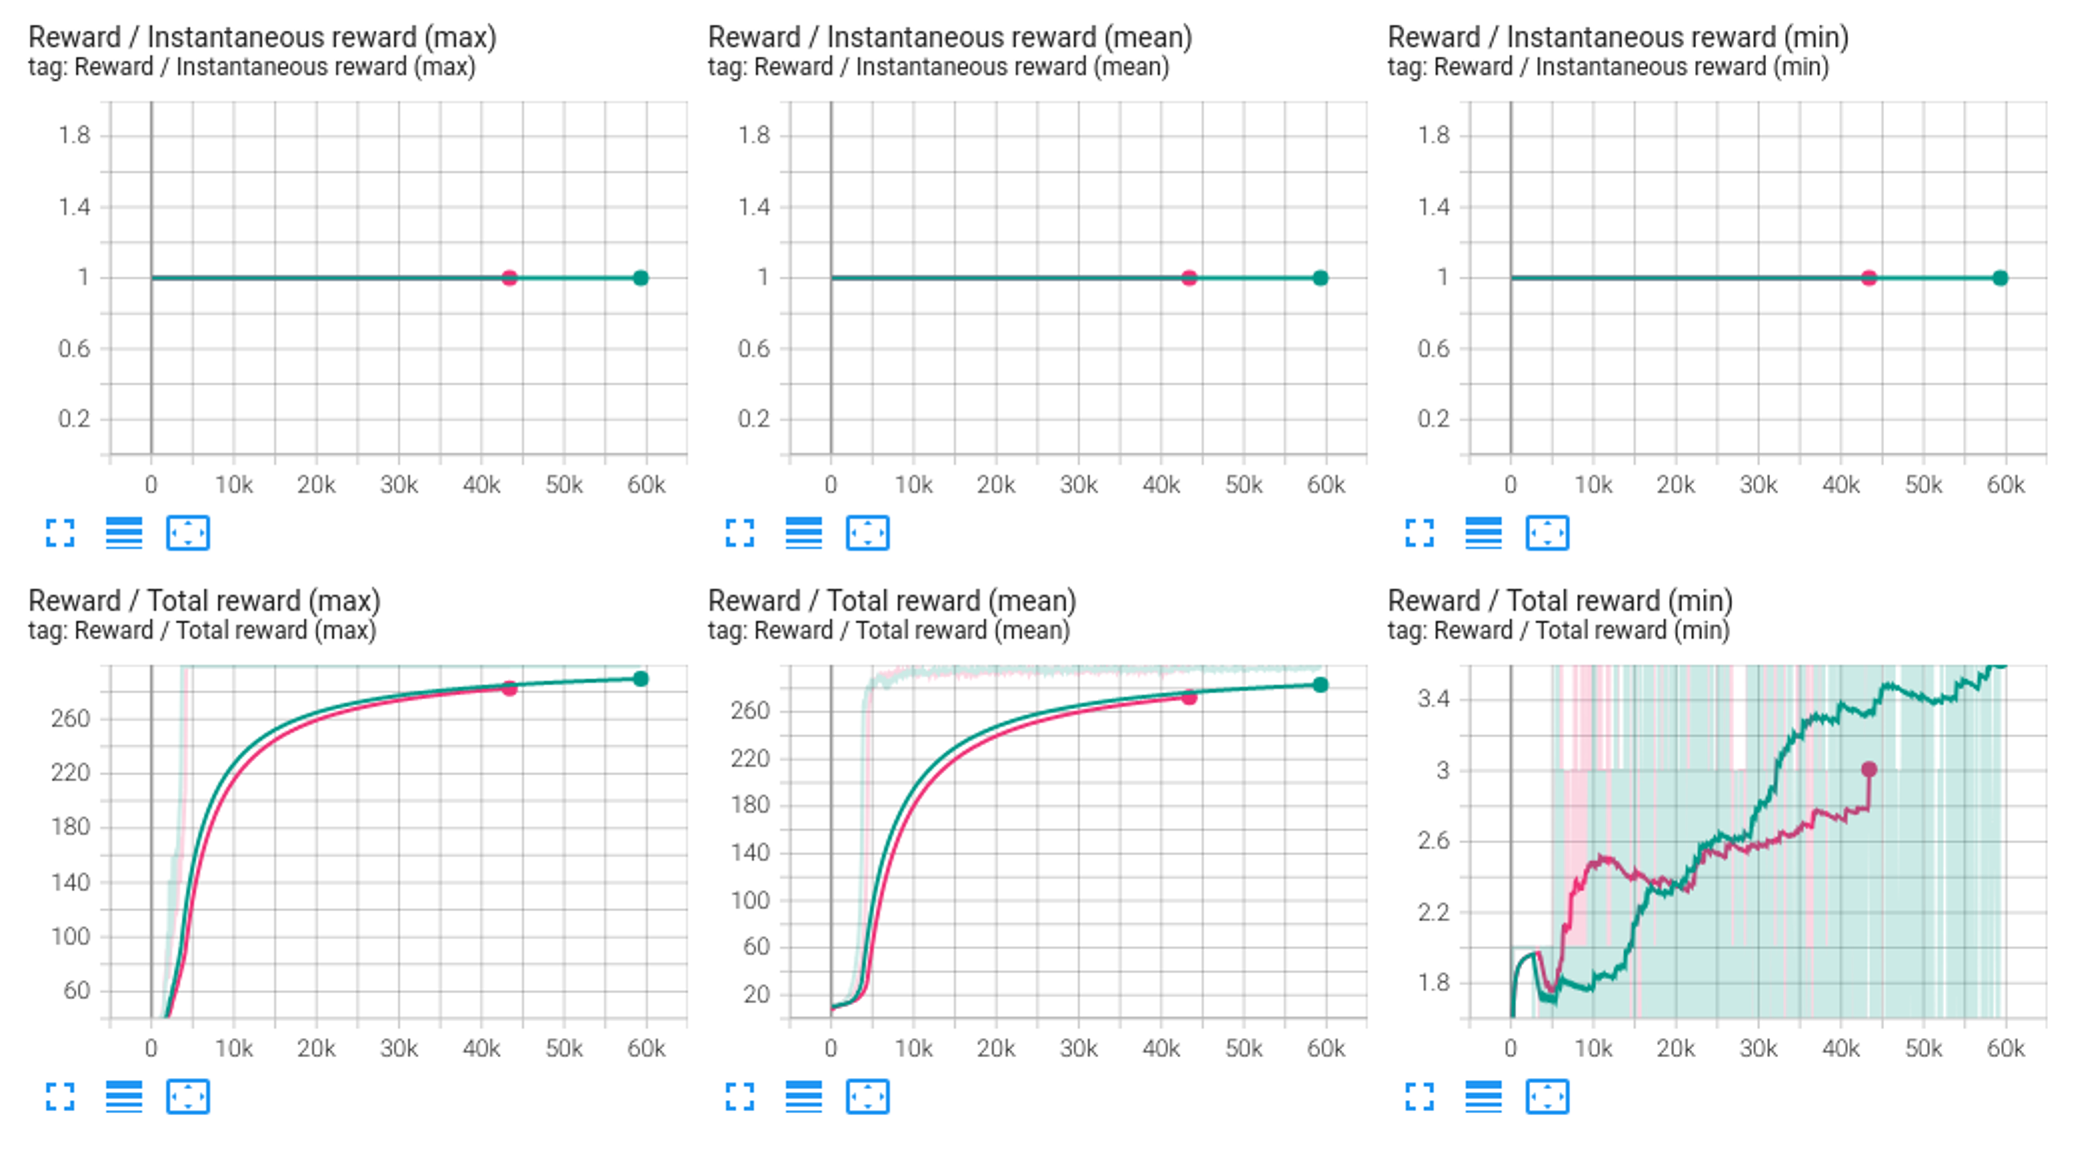 Reward / Instantaneous reward (max)
tag: Reward / Instantaneous reward (max)
1.8
1.4
1
0.6
0.2
0 10k 20k 30k 40k 50k 60k
Reward / Instantaneous reward (mean)
tag: Reward / Instantaneous reward (mean)
1.8
1.4
1
0.6
0.2
0 10k 20k 30k 40k 50k 60k
Reward / Instantaneous reward (min)
tag: Reward / Instantaneous reward (min)
1.8
1.4
1
0.6
0.2
0 10k 20k 30k 40k 50k 60k
Reward / Total reward (max)
tag: Reward / Total reward (max)
260
220
180
140
100
60
0 10k 20k 30k 40k 50k 60k
Reward / Total reward (mean)
tag: Reward / Total reward (mean)
260
220
180
140
100
60
20
0 10k 20k 30k 40k 50k 60k
Reward / Total reward (min)
tag: Reward / Total reward (min)
3.4
3
2.6
2.2
1.8
0 10k 20k 30k 40k 50k 60k